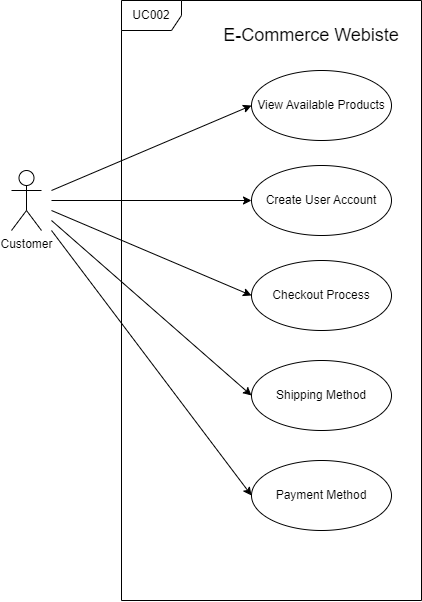 UC002
E-Commerce Webiste
View Available Products
Create User Account
Customer
Checkout Process
Shipping Method
Payment Method